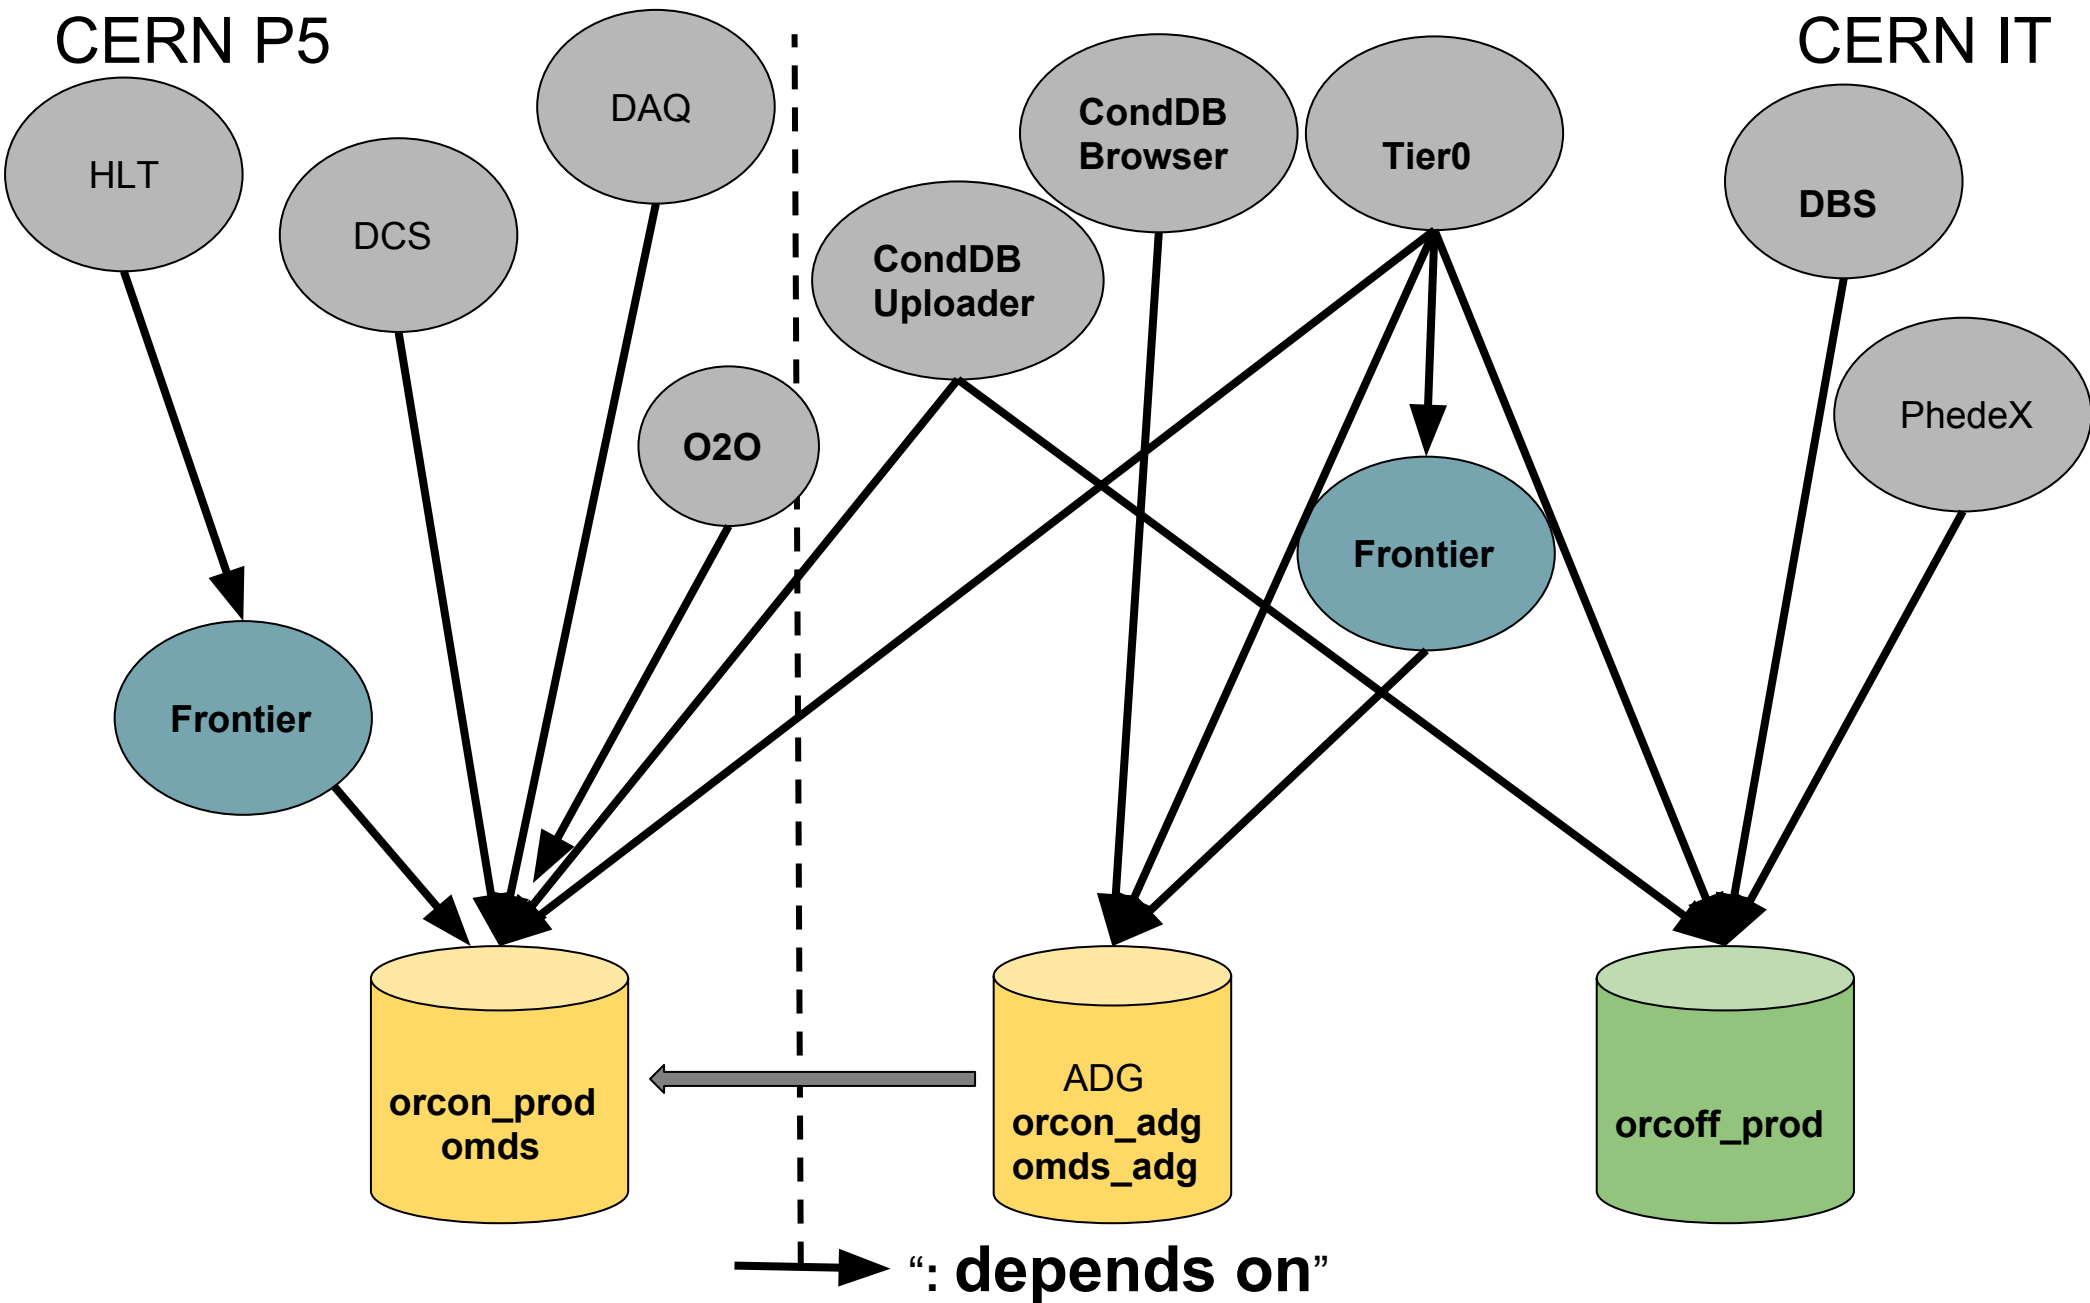 CERN P5
CERN IT
HLT
DCS
DAQ
O2O
CondDB
Uploader
CondDB
Browser
Tier0
DBS
PhedeX
Frontier
Frontier
orcon_prod
omds
ADG
orcon_adg
omds_adg
orcoff_prod
“: depends on”